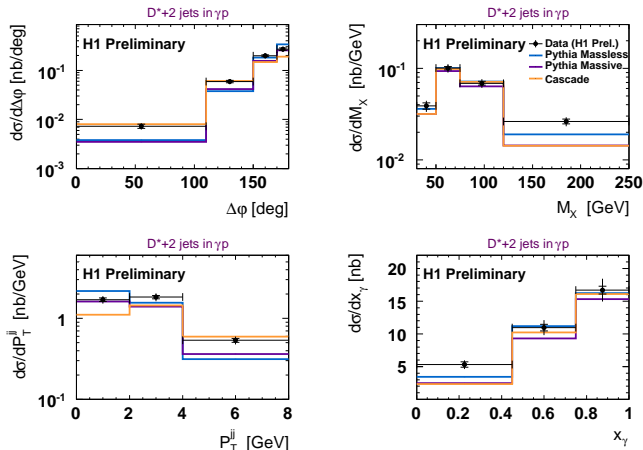 D*+2 jets in γp
H1 Preliminary
dσ/dΔφ [nb/deg]
10⁻¹
10⁻²
10⁻³
0 50 100 150
Δφ [deg]
D*+2 jets in γp
H1 Preliminary
Data (H1 Prel.)
Pythia Massless
Pythia Massive
Cascade
dσ/dM_X [nb/GeV]
10⁻¹
10⁻²
50 100 150 200 250
M_X [GeV]
D*+2 jets in γp
H1 Preliminary
dσ/dP_T^jj [nb/GeV]
1
10⁻¹
0 2 4 6 8
P_T^jj [GeV]
D*+2 jets in γp
H1 Preliminary
dσ/dx_γ [nb]
20
15
10
5
0 0.2 0.4 0.6 0.8 1
x_γ